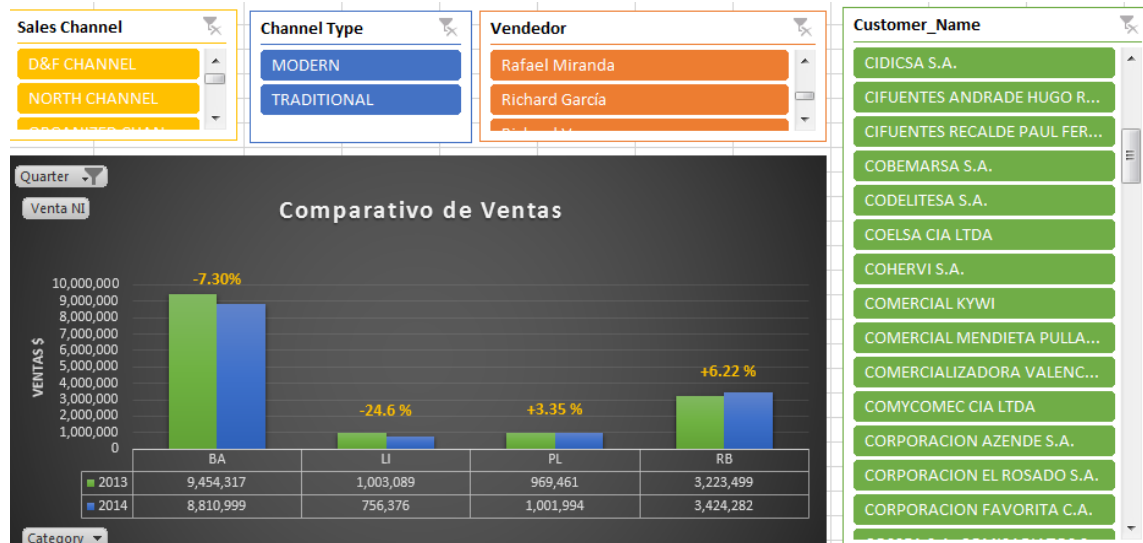 Sales Channel
D&F CHANNEL
NORTH CHANNEL
Channel Type
MODERN
TRADITIONAL
Vendedor
Rafael Miranda
Richard García
Customer_Name
CIDICSA S.A.
CIFUENTES ANDRADE HUGO R...
CIFUENTES RECALDE PAUL FER...
COBEMARSA S.A.
CODELITESA S.A.
COELSA CIA LTDA
COHERVI S.A.
COMERCIAL KYWI
COMERCIAL MENDIETA PULLA...
COMERCIALIZADORA VALENC...
COMYCOMEC CIA LTDA
CORPORACION AZENDE S.A.
CORPORACION EL ROSADO S.A.
CORPORACION FAVORITA C.A.
Quarter
Venta NI
Comparativo de Ventas
VENTAS $
10,000,000
9,000,000
8,000,000
7,000,000
6,000,000
5,000,000
4,000,000
3,000,000
2,000,000
1,000,000
0
-7.30%
-24.6 %
+3.35 %
+6.22 %
BA LI PL RB
2013 9,454,317 1,003,089 969,461 3,223,499
2014 8,810,999 756,376 1,001,994 3,424,282
Category